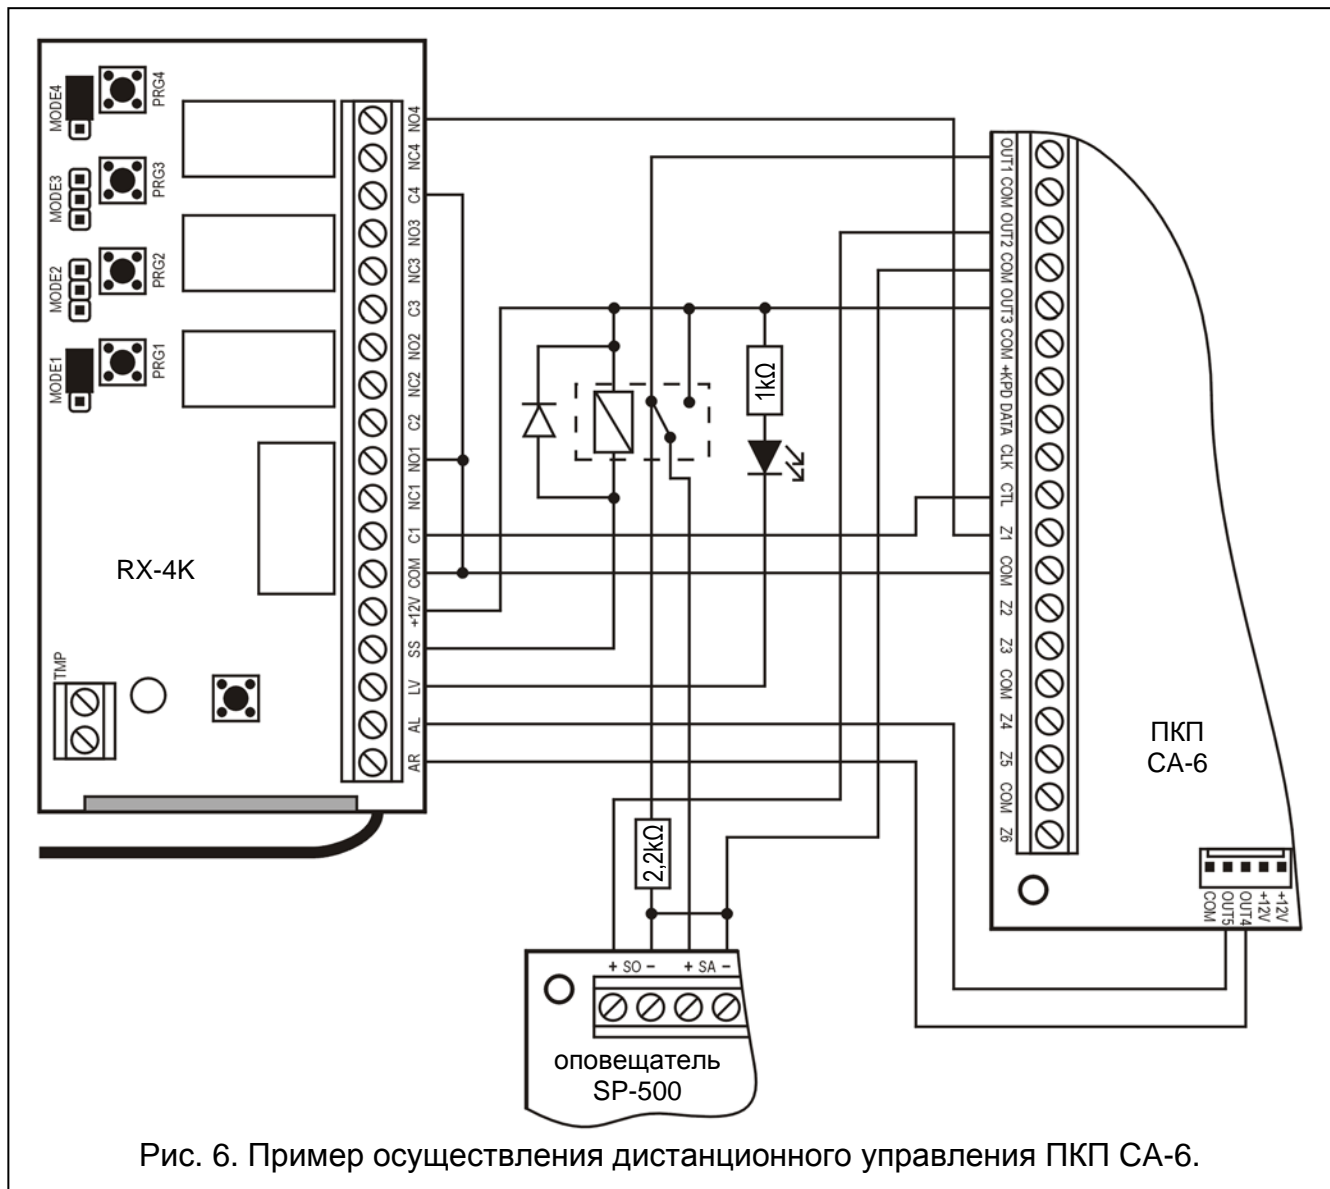 MODE4
PRG4
MODE3
PRG3
MODE2
PRG2
MODE1
PRG1
RX-4K
TMP
NO4
NC4
C4
NO3
NC3
C3
NO2
NC2
C2
NO1
NC1
C1
COM
+12V
SS
LV
AL
AR
1kΩ
2,2kΩ
OUT1
COM
OUT2
COM
OUT3
COM
+KPD
DATA
CLK
CTL
Z1
COM
Z2
Z3
COM
Z4
Z5
COM
Z6
ПКП
CA-6
COM
OUT5
OUT4
+12V
+12V
+ SO − + SA −
оповещатель
SP-500
Рис. 6. Пример осуществления дистанционного управления ПКП CA-6.